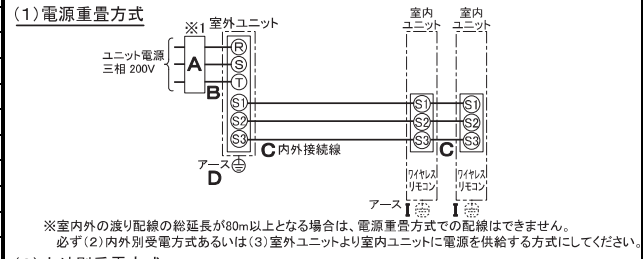 (1)電源重畳方式
※1
室外ユニット
室内
ユニット
室内
ユニット
ユニット電源
三相 200V
A
B
R
S
T
S1
S2
S3
S1
S2
S3
S1
S2
S3
C 内外接続線
C
アース
D
ワイヤレス
リモコン
ワイヤレス
リモコン
アース I
I
※室内外の渡り配線の総延長が80m以上となる場合は、電源重畳方式での配線はできません。
必ず(2)内外別受電方式あるいは(3)室外ユニットより室内ユニットに電源を供給する方式にしてください。